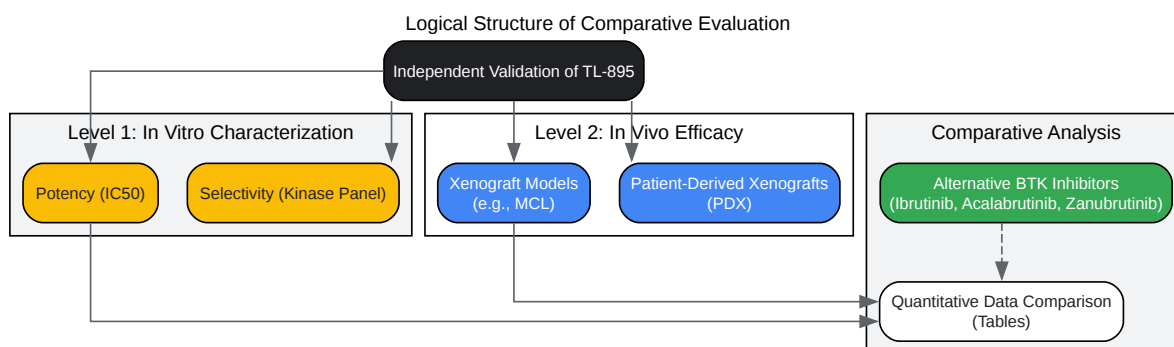 Logical Structure of Comparative Evaluation
Independent Validation of TL-895
Level 1: In Vitro Characterization
Potency (IC50)
Selectivity (Kinase Panel)
Level 2: In Vivo Efficacy
Xenograft Models
(e.g., MCL)
Patient-Derived Xenografts
(PDX)
Comparative Analysis
Alternative BTK Inhibitors
(Ibrutinib, Acalabrutinib, Zanubrutinib)
Quantitative Data Comparison
(Tables)